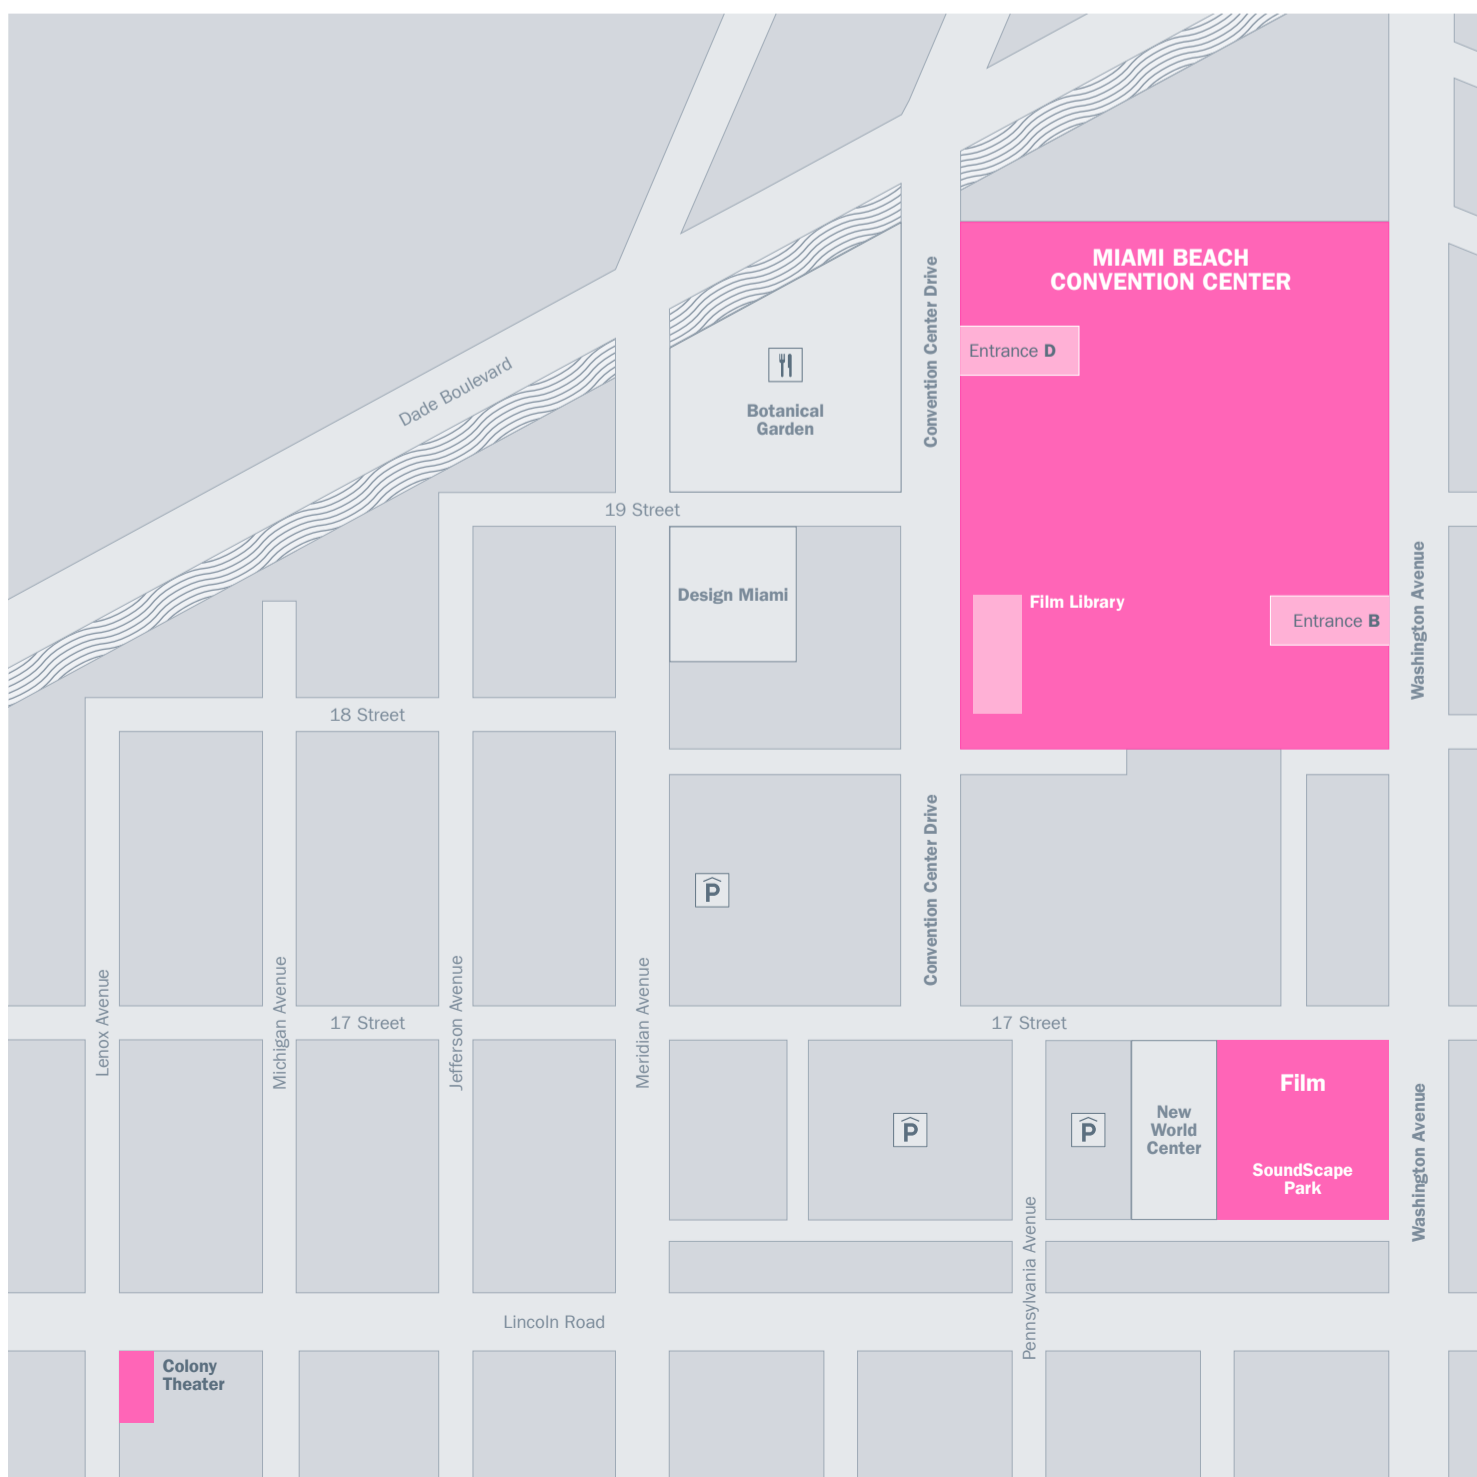 MIAMI BEACH
CONVENTION CENTER
Convention Center Drive
Entrance D
Dade Boulevard
Botanical
Garden
19 Street
Design Miami
Film Library
Entrance B
Washington Avenue
18 Street
Convention Center Drive
P
Lenox Avenue
Michigan Avenue
Jefferson Avenue
Meridian Avenue
17 Street
17 Street
Film
New
World
Center
P
P
SoundScape
Park
Washington Avenue
Pennsylvania Avenue
Lincoln Road
Colony
Theater